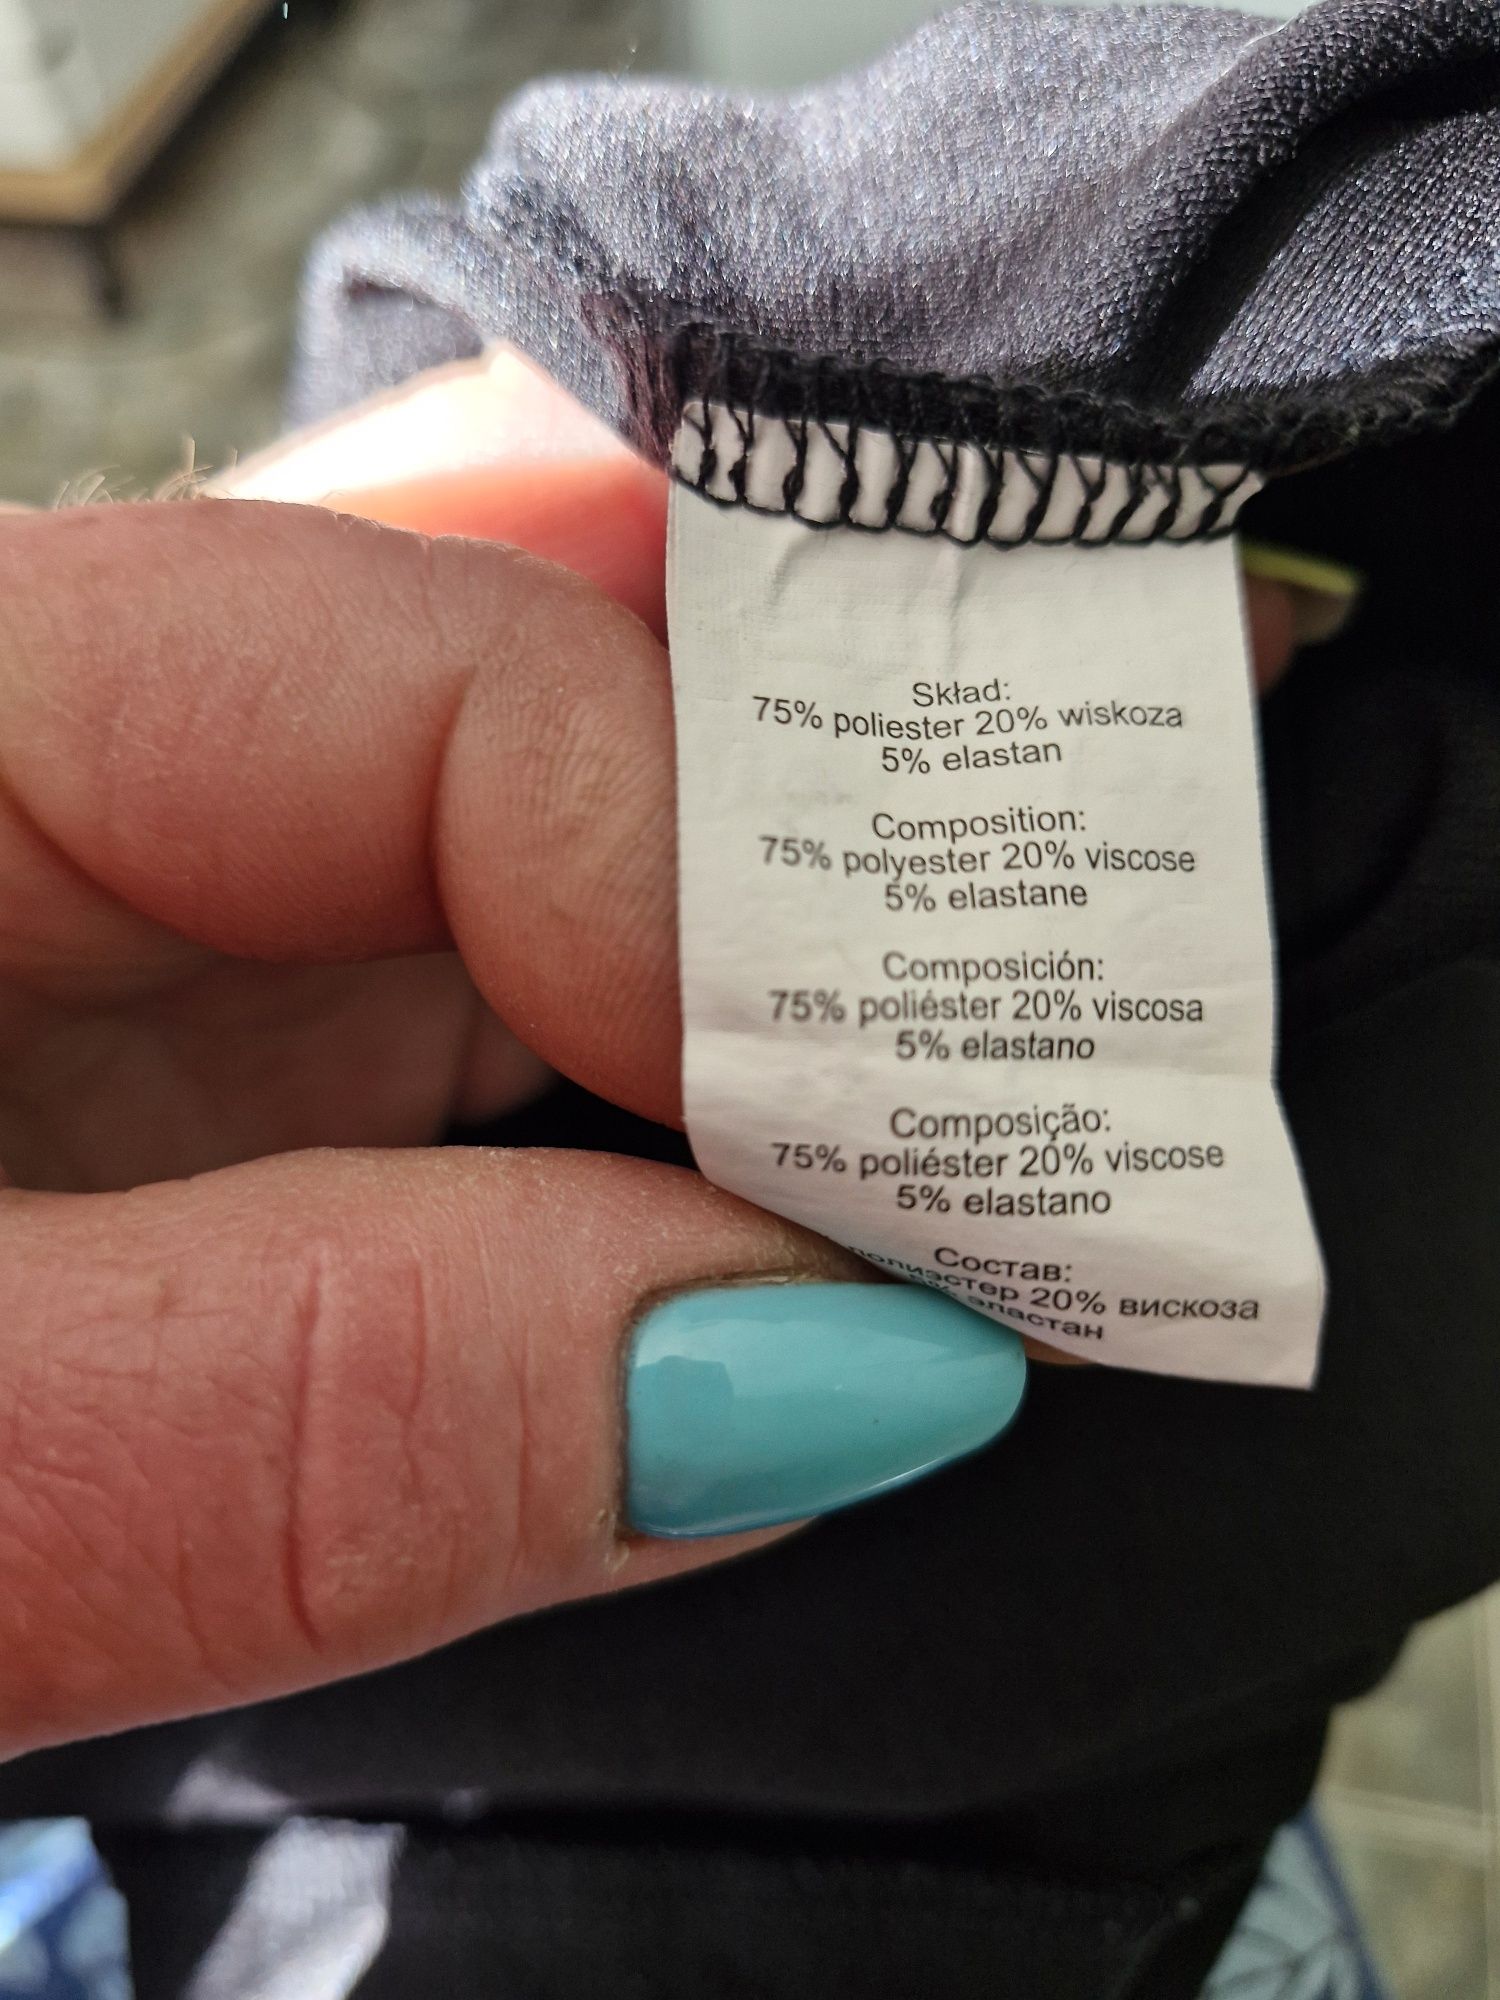 Skład:
75% poliester 20% wiskoza
5% elastan
Composition:
75% polyester 20% viscose
5% elastane
Composición:
75% poliéster 20% viscosa
5% elastano
Composição:
75% poliéster 20% viscose
5% elastano
Состав:
полиэстер 20% вискоза
эластан